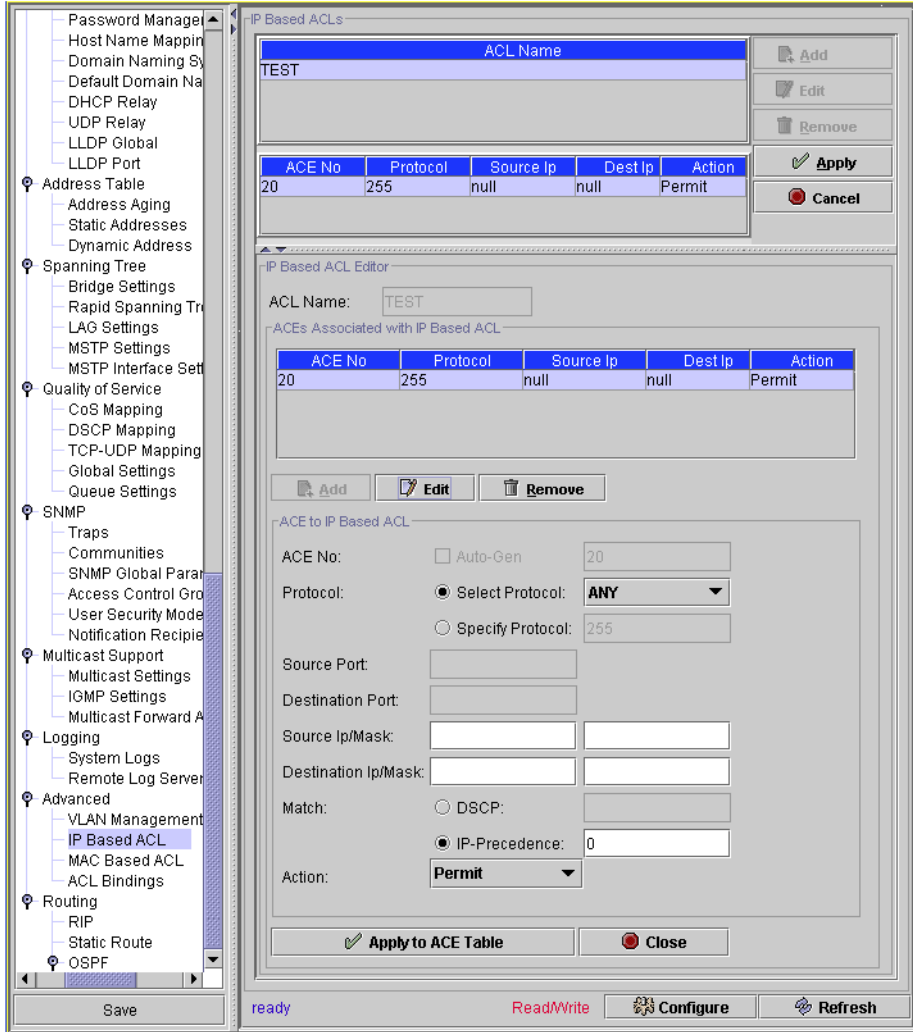 Password Manager
Host Name Mappin
Domain Naming Sy
Default Domain Na
DHCP Relay
UDP Relay
LLDP Global
LLDP Port
Address Table
Address Aging
Static Addresses
Dynamic Address
Spanning Tree
Bridge Settings
Rapid Spanning Tr
LAG Settings
MSTP Settings
MSTP Interface Sett
Quality of Service
CoS Mapping
DSCP Mapping
TCP-UDP Mapping
Global Settings
Queue Settings
SNMP
Traps
Communities
SNMP Global Parar
Access Control Gro
User Security Mode
Notification Recipie
Multicast Support
Multicast Settings
IGMP Settings
Multicast Forward A
Logging
System Logs
Remote Log Server
Advanced
VLAN Management
IP Based ACL
MAC Based ACL
ACL Bindings
Routing
RIP
Static Route
OSPF
Save
IP Based ACLs
ACL Name
TEST
Add
Edit
Remove
Apply
Cancel
ACE No Protocol Source Ip Dest Ip Action
20 255 null null Permit
IP Based ACL Editor
ACL Name: TEST
ACEs Associated with IP Based ACL
ACE No Protocol Source Ip Dest Ip Action
20 255 null null Permit
Add Edit Remove
ACE to IP Based ACL
ACE No: Auto-Gen 20
Protocol: Select Protocol: ANY
Specify Protocol: 255
Source Port:
Destination Port:
Source Ip/Mask:
Destination Ip/Mask:
Match: DSCP:
IP-Precedence: 0
Action: Permit
Apply to ACE Table Close
ready Read/Write Configure Refresh